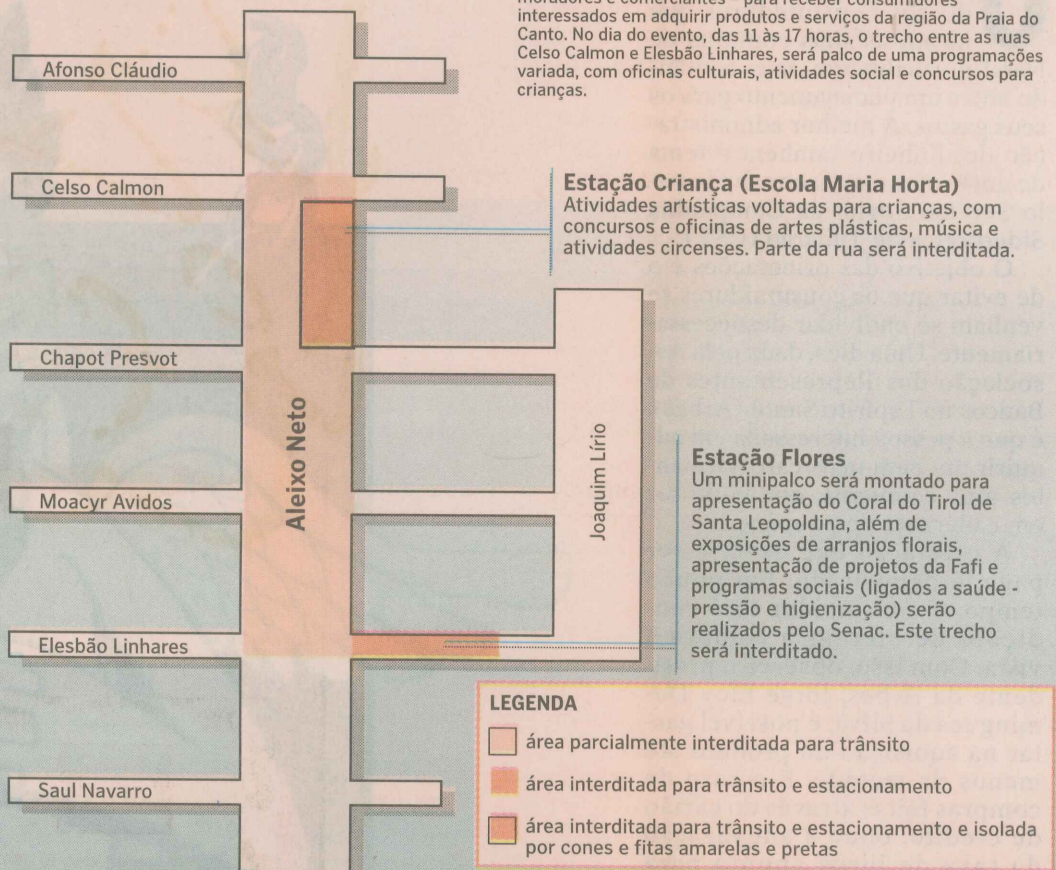 moradores e comerciantes – para receber consumidores
interessados em adquirir produtos e serviços da região da Praia do
Canto. No dia do evento, das 11 às 17 horas, o trecho entre as ruas
Celso Calmon e Elesbão Linhares, será palco de uma programações
variada, com oficinas culturais, atividades social e concursos para
crianças.
Afonso Cláudio
Celso Calmon
Estação Criança (Escola Maria Horta)
Atividades artísticas voltadas para crianças, com
concursos e oficinas de artes plásticas, música e
atividades circenses. Parte da rua será interditada.
Chapot Presvot
Aleixo Neto
Joaquim Lírio
Moacyr Avidos
Estação Flores
Um minipalco será montado para
apresentação do Coral do Tirol de
Santa Leopoldina, além de
exposições de arranjos florais,
apresentação de projetos da Fafi e
programas sociais (ligados a saúde -
pressão e higienização) serão
realizados pelo Senac. Este trecho
será interditado.
Elesbão Linhares
LEGENDA
área parcialmente interditada para trânsito
área interditada para trânsito e estacionamento
área interditada para trânsito e estacionamento e isolada
por cones e fitas amarelas e pretas
Saul Navarro